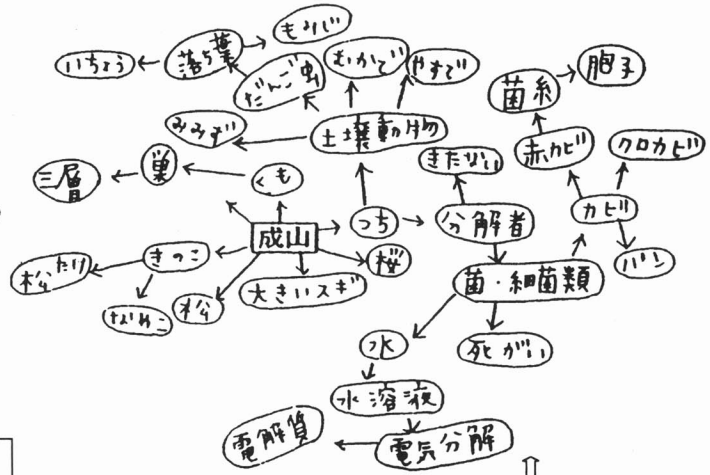 もみじ
落ち葉
いちょう
だんご虫
むかで
やすで
菌糸
胞子
みみず
土壌動物
きたない
赤カビ
クロカビ
三層
巣
くも
つち
分解者
カビ
成山
松たけ
きのこ
桜
パン
なめこ
松
大きいスギ
菌・細菌類
水
死がい
水溶液
電解質
電気分解